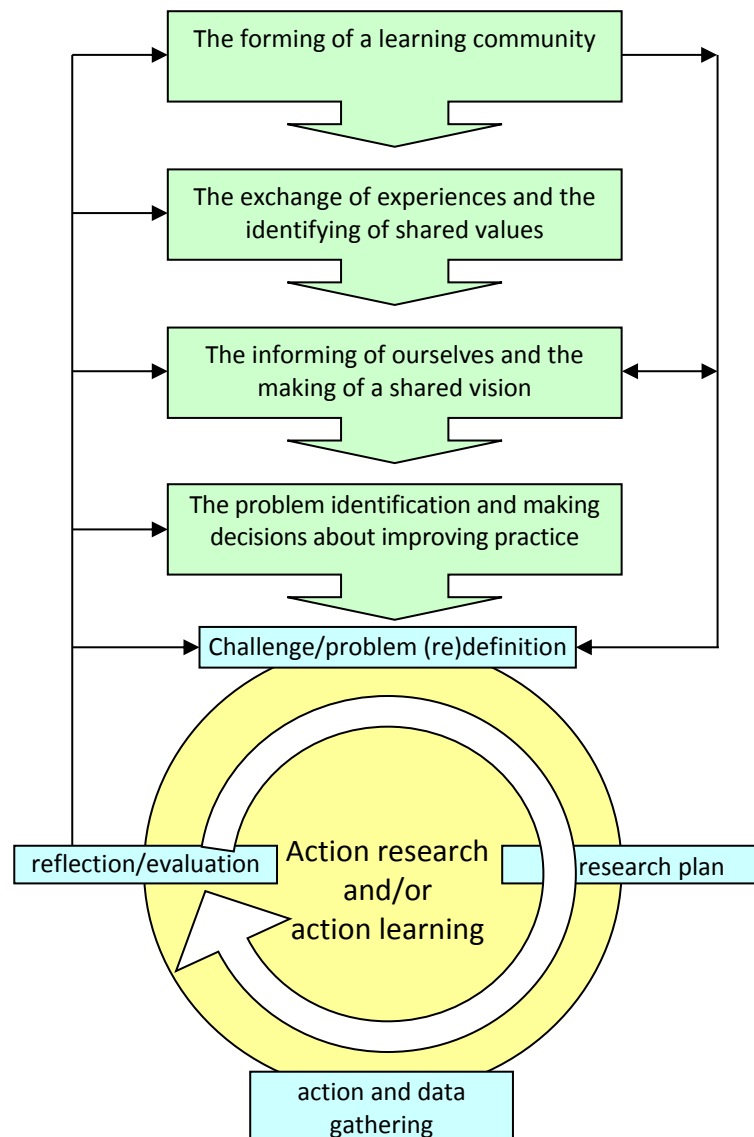 The forming of a learning community
The exchange of experiences and the
identifying of shared values
The informing of ourselves and the
making of a shared vision
The problem identification and making
decisions about improving practice
Challenge/problem (re)definition
reflection/evaluation
Action research
and/or
action learning
research plan
action and data
gathering